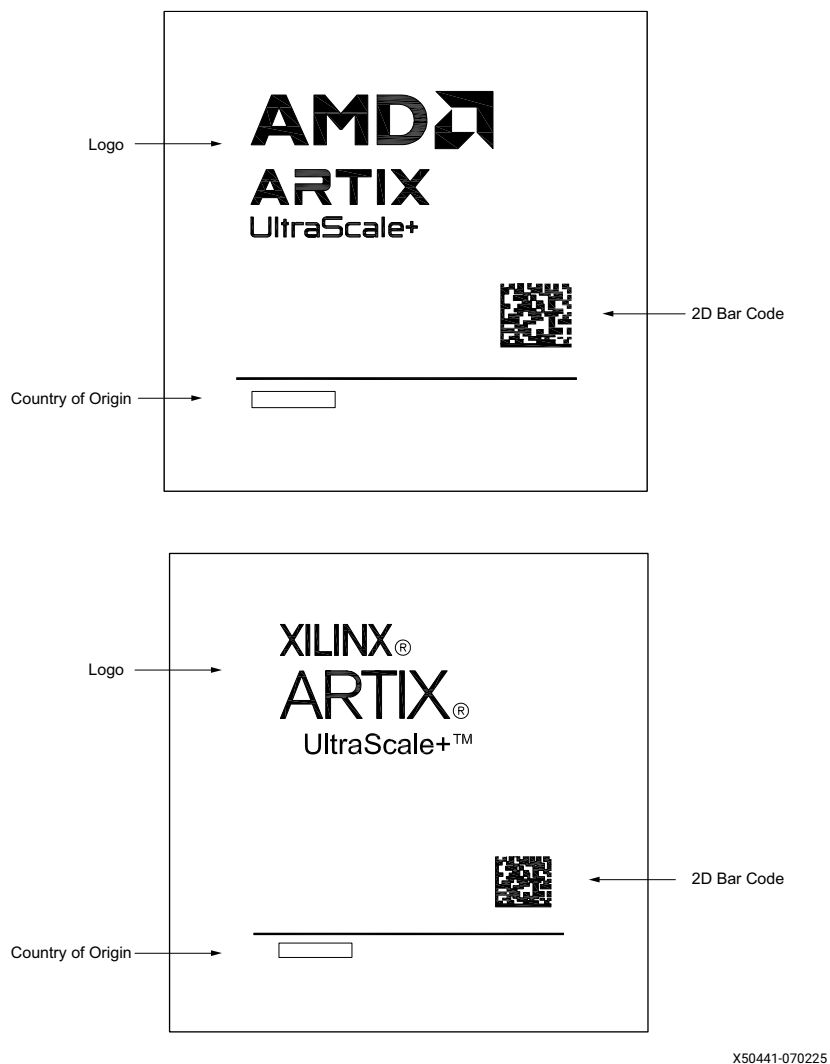 AMD
Logo
ARTIX
UltraScale+
2D Bar Code
Country of Origin
XILINX®
Logo
ARTIX®
UltraScale+™
2D Bar Code
Country of Origin
X50441-070225